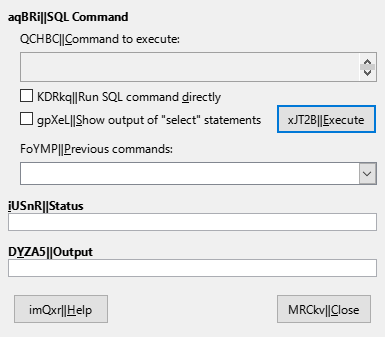 aqBRi||SQL Command
QCHBC||Command to execute:
KDRkq||Run SQL command directly
gpXeL||Show output of "select" statements
xJT2B||Execute
FoYMP||Previous commands:
iUSnR||Status
DYZA5||Output
imQxr||Help
MRCkv||Close